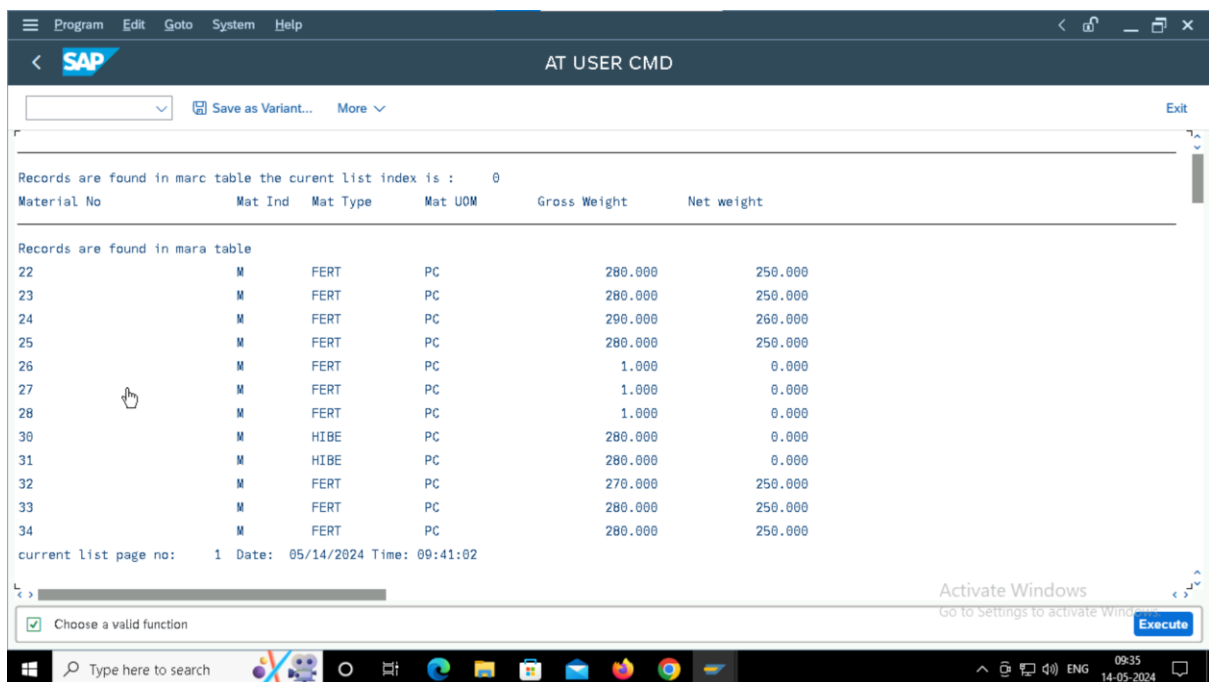 Program Edit Goto System Help
SAP AT USER CMD
Save as Variant... More Exit
Records are found in marc table the curent list index is : 0
Material No Mat Ind Mat Type Mat UOM Gross Weight Net weight
Records are found in mara table
22 M FERT PC 280.000 250.000
23 M FERT PC 280.000 250.000
24 M FERT PC 290.000 260.000
25 M FERT PC 280.000 250.000
26 M FERT PC 1.000 0.000
27 M FERT PC 1.000 0.000
28 M FERT PC 1.000 0.000
30 M HIBE PC 280.000 0.000
31 M HIBE PC 280.000 0.000
32 M FERT PC 270.000 250.000
33 M FERT PC 280.000 250.000
34 M FERT PC 280.000 250.000
current list page no: 1 Date: 05/14/2024 Time: 09:41:02
Activate Windows
Go to Settings to activate Windows.
Choose a valid function Execute
Type here to search ENG 09:35
14-05-2024